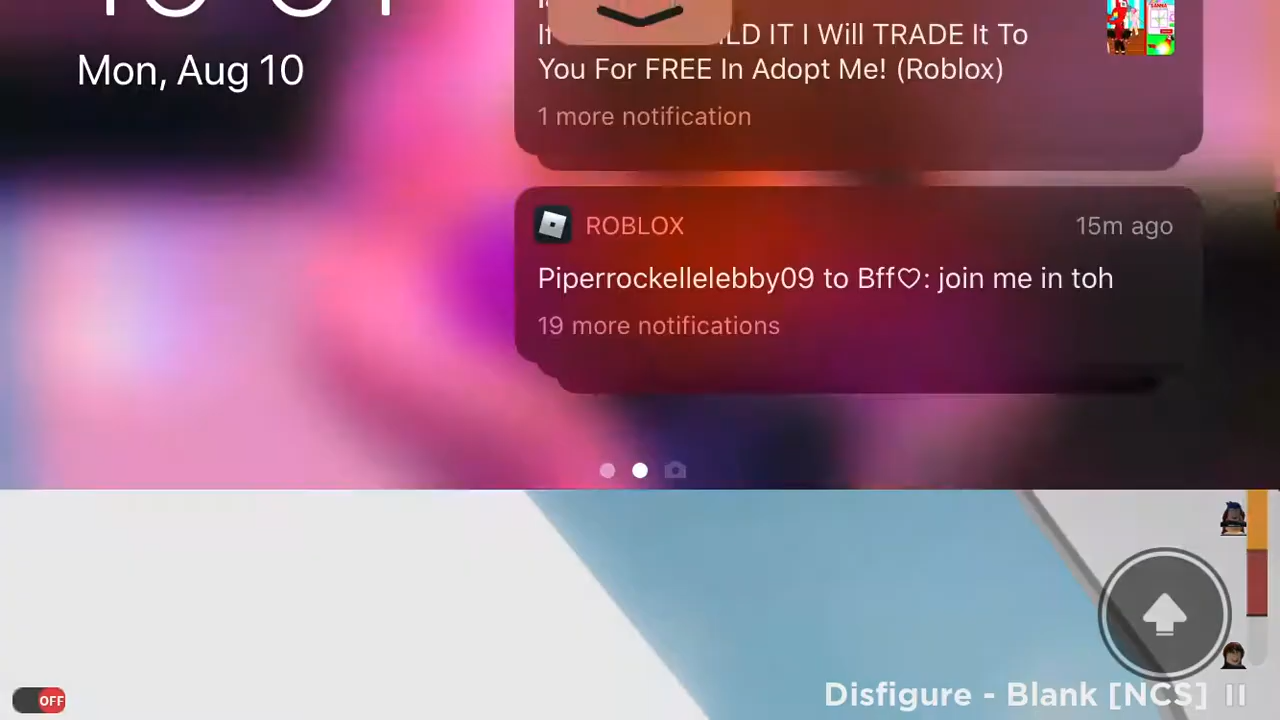 Mon, Aug 10
If
LD IT I Will TRADE It To
You For FREE In Adopt Me! (Roblox)
1 more notification
ROBLOX
15m ago
Piperrockellelebby09 to Bff♡: join me in toh
19 more notifications
OFF
Disfigure - Blank [NCS]